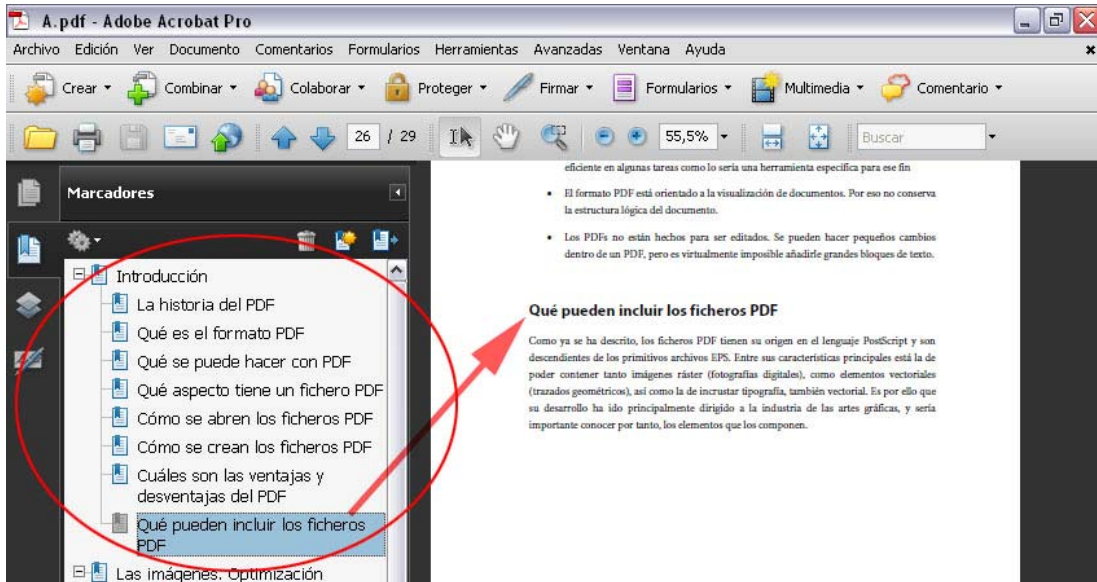 A.pdf - Adobe Acrobat Pro
Archivo Edición Ver Documento Comentarios Formularios Herramientas Avanzadas Ventana Ayuda
Crear Combinar Colaborar Proteger Firmar Formularios Multimedia Comentario
26 / 29 55,5% Buscar
Marcadores
Introducción
La historia del PDF
Qué es el formato PDF
Qué se puede hacer con PDF
Qué aspecto tiene un fichero PDF
Cómo se abren los ficheros PDF
Cómo se crean los ficheros PDF
Cuáles son las ventajas y
desventajas del PDF
Qué pueden incluir los ficheros
PDF
Las imágenes. Optimización
eficiente en algunas tareas como lo sería una herramienta específica para ese fin
• El formato PDF está orientado a la visualización de documentos. Por eso no conserva
la estructura lógica del documento.
• Los PDFs no están hechos para ser editados. Se pueden hacer pequeños cambios
dentro de un PDF, pero es virtualmente imposible añadirle grandes bloques de texto.
Qué pueden incluir los ficheros PDF
Como ya se ha descrito, los ficheros PDF tienen su origen en el lenguaje PostScript y son
descendientes de los primitivos archivos EPS. Entre sus características principales está la de
poder contener tanto imágenes ráster (fotografías digitales), como elementos vectoriales
(trazados geométricos), así como la de incrustar tipografía, también vectorial. Es por ello que
su desarrollo ha ido principalmente dirigido a la industria de las artes gráficas, y sería
importante conocer por tanto, los elementos que los componen.